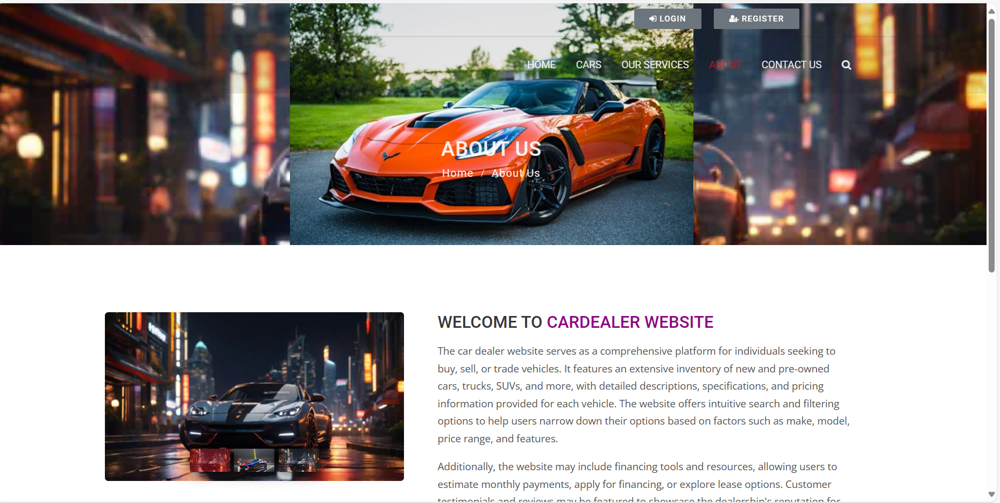 LOGIN
REGISTER
HOME CARS OUR SERVICES ABOUT CONTACT US
ABOUT US
Home / About Us
WELCOME TO CARDEALER WEBSITE
The car dealer website serves as a comprehensive platform for individuals seeking to
buy, sell, or trade vehicles. It features an extensive inventory of new and pre-owned
cars, trucks, SUVs, and more, with detailed descriptions, specifications, and pricing
information provided for each vehicle. The website offers intuitive search and filtering
options to help users narrow down their options based on factors such as make, model,
price range, and features.
Additionally, the website may include financing tools and resources, allowing users to
estimate monthly payments, apply for financing, or explore lease options. Customer
testimonials and reviews may be featured to showcase the dealership's reputation for